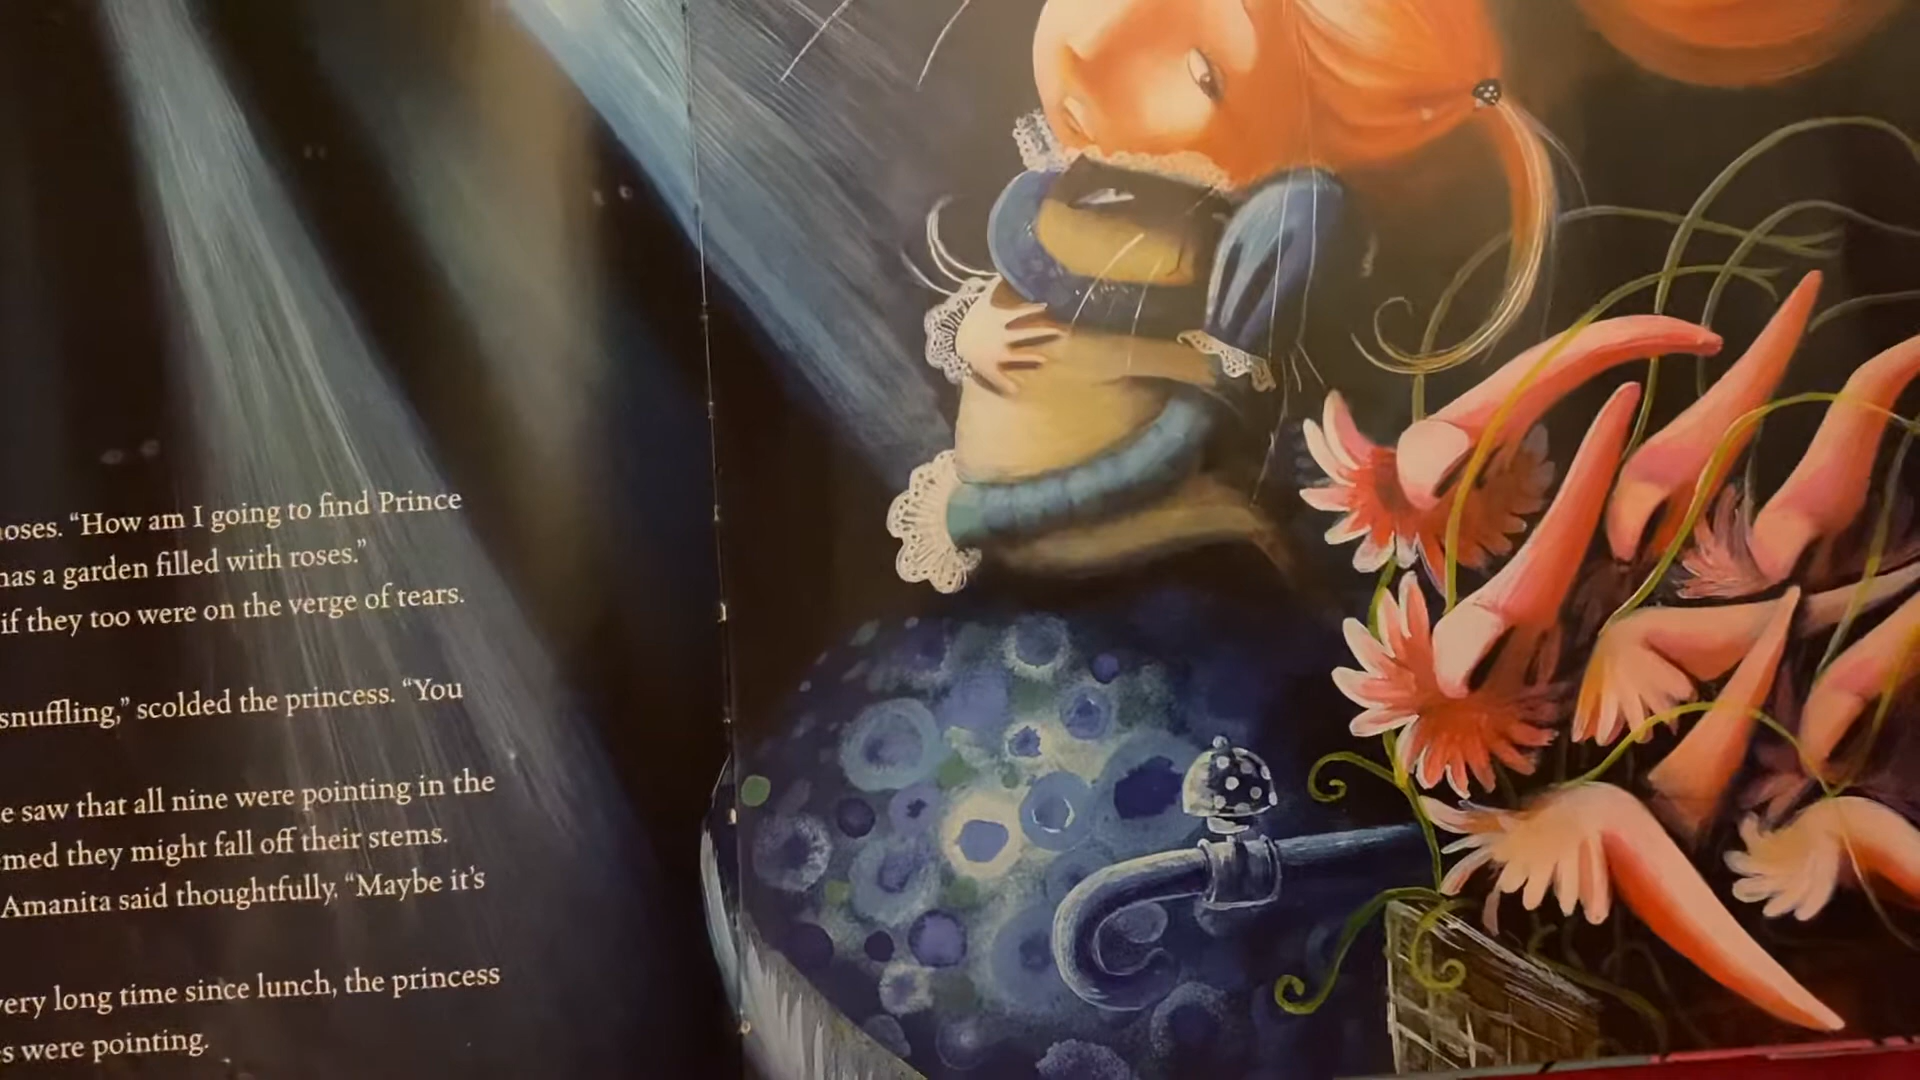 “How am I going to find Prince
has a garden filled with roses.”
if they too were on the verge of tears.
snuffling,” scolded the princess. “You
saw that all nine were pointing in the
they might fall off their stems.
Amanita said thoughtfully. “Maybe it’s
very long time since lunch, the princess
were pointing.